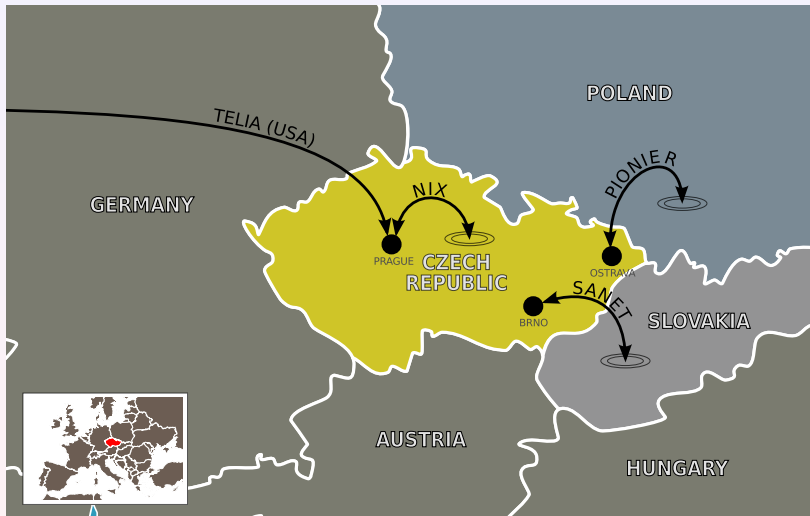 POLAND
TELIA (USA)
PIONIER
NIX
GERMANY
PRAGUE
CZECH
REPUBLIC
OSTRAVA
SANET
BRNO
SLOVAKIA
AUSTRIA
HUNGARY